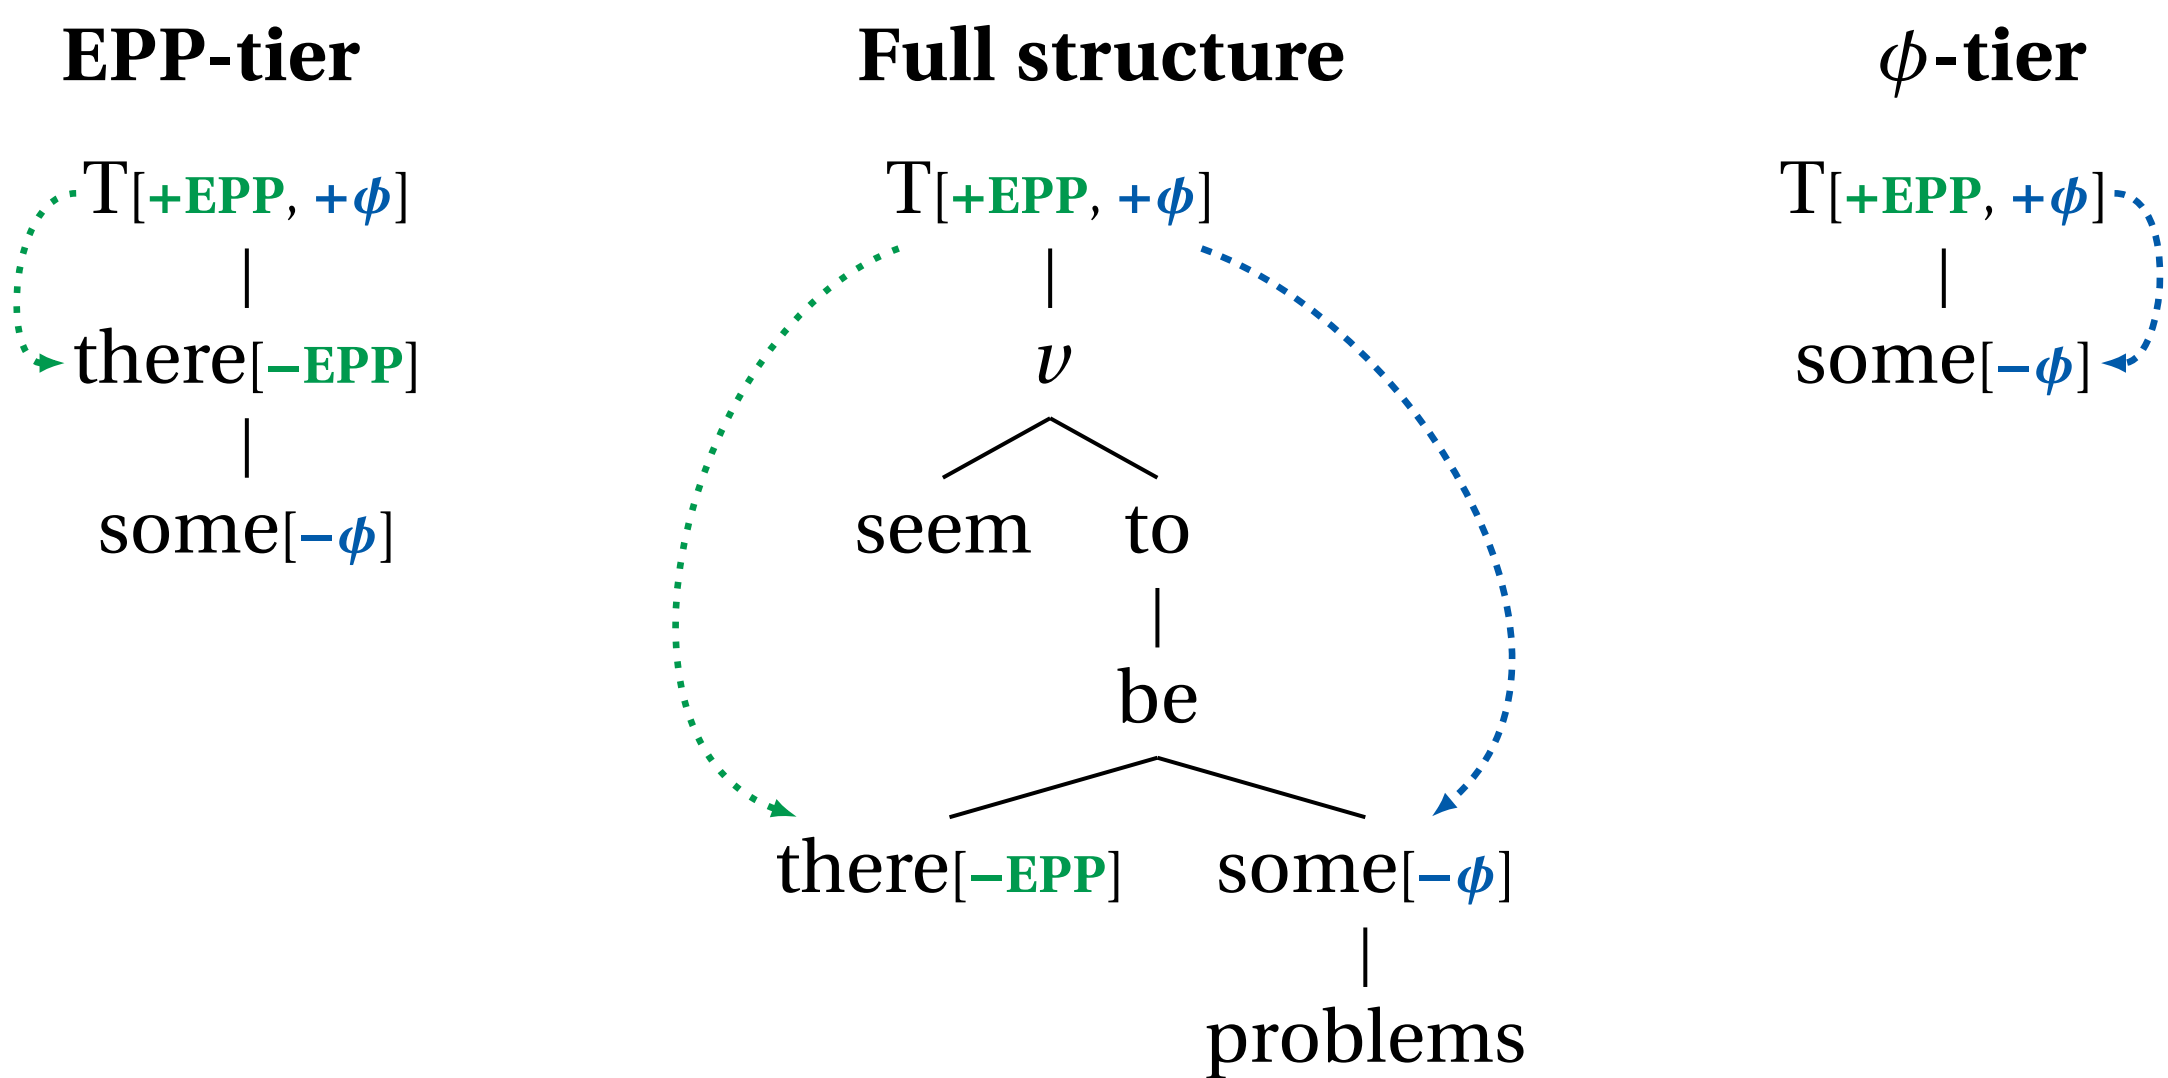 EPP-tier
T[+EPP, +ϕ]
there[−EPP]
some[−ϕ]
Full structure
T[+EPP, +ϕ]
v
seem to
be
there[−EPP] some[−ϕ]
problems
ϕ-tier
T[+EPP, +ϕ]
some[−ϕ]